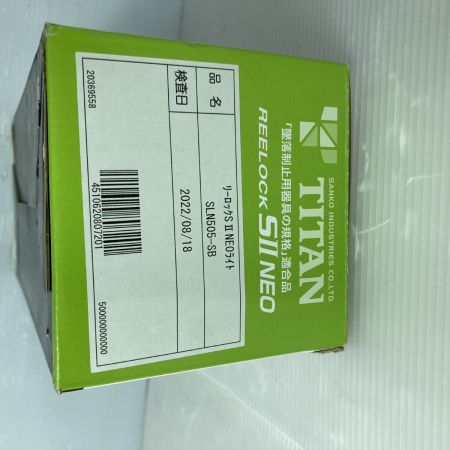 TITAN
SANKO INDUSTRIES CO.,LTD.
「墜落制止用器具の規格」適合品
REELOCK SII NEO
品 名
リーロックSⅡNEOライト
SLN505-SB
検査日
2022/08/18
20369558
4510620807201
500000000000